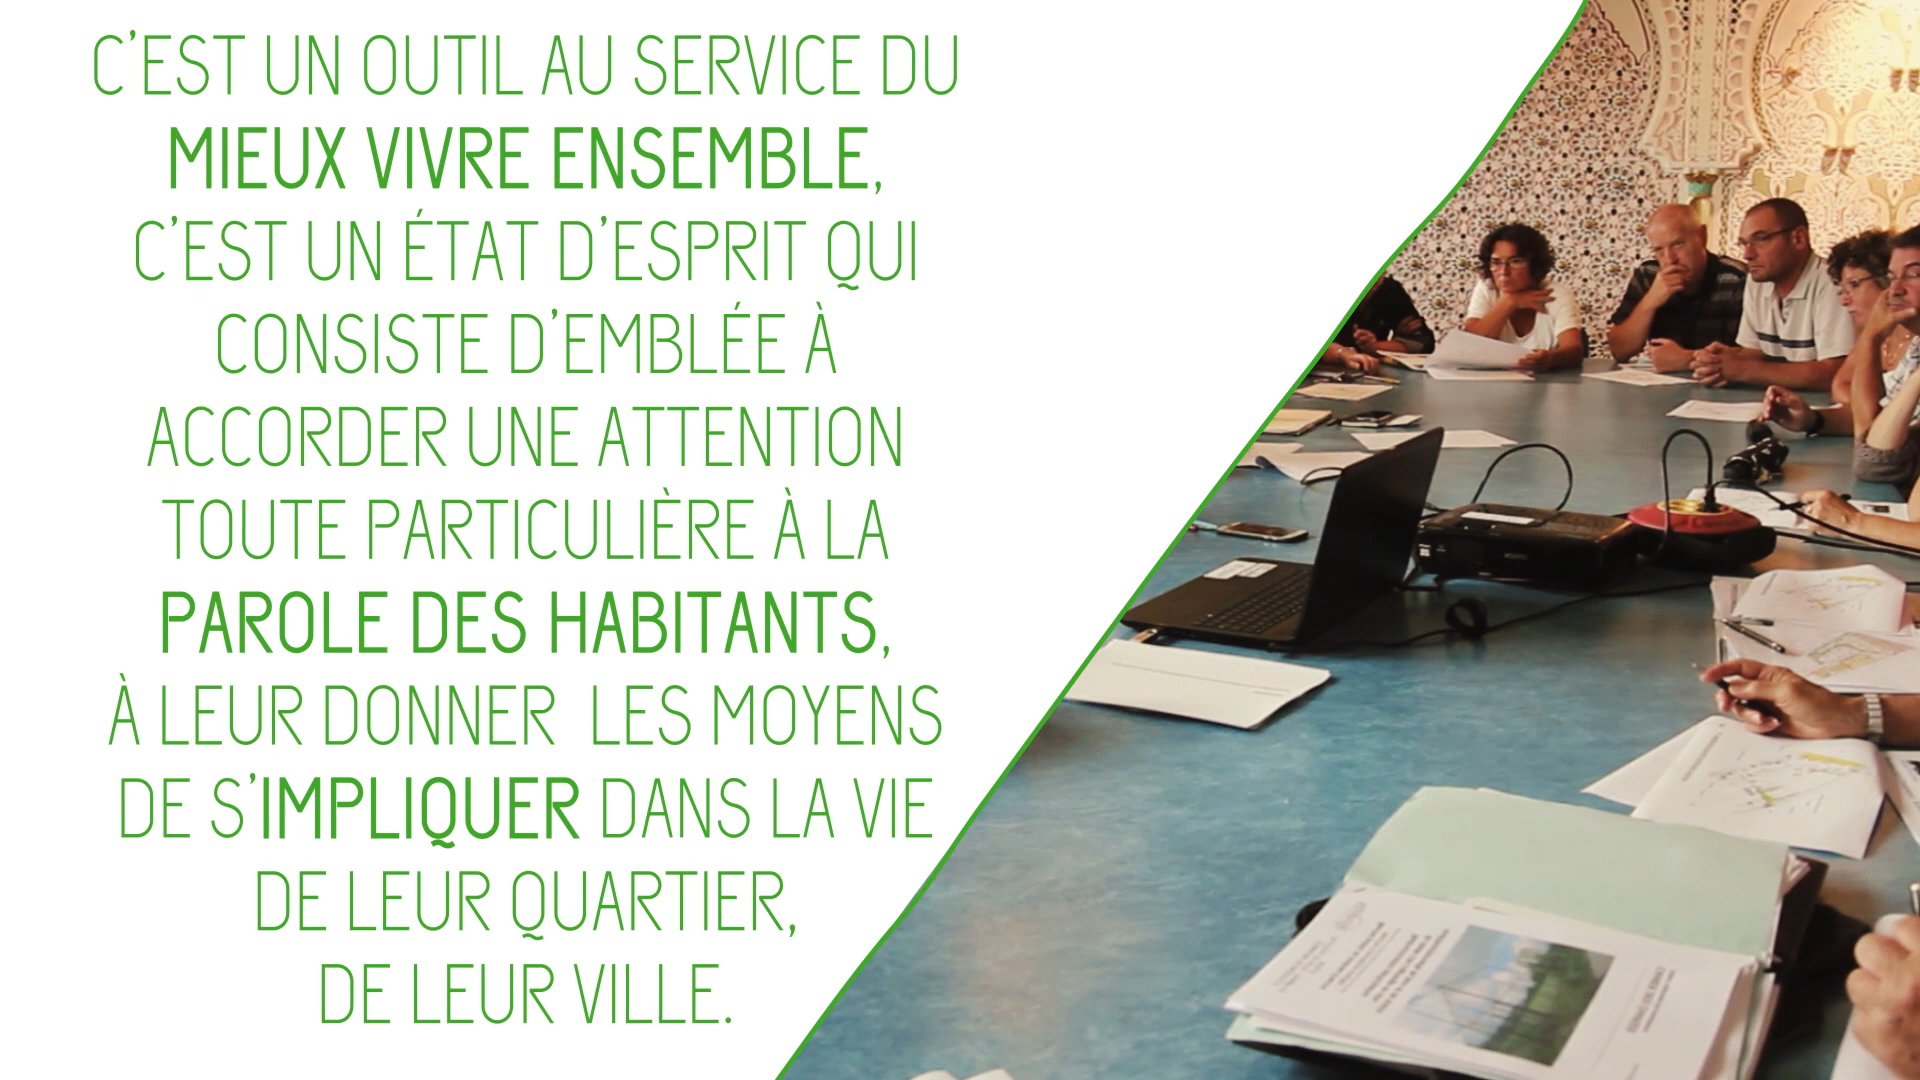 C'EST UN OUTIL AU SERVICE DU
MIEUX VIVRE ENSEMBLE,
C'EST UN ÉTAT D'ESPRIT QUI
CONSISTE D'EMBLÉE À
ACCORDER UNE ATTENTION
TOUTE PARTICULIÈRE À LA
PAROLE DES HABITANTS,
À LEUR DONNER  LES MOYENS
DE S'IMPLIQUER DANS LA VIE
DE LEUR QUARTIER,
DE LEUR VILLE.